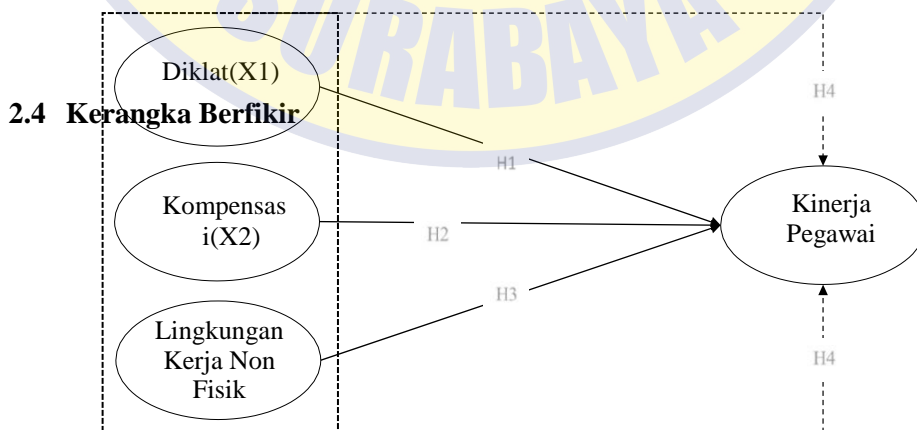 SURABAYA
Diklat(X1)
H4
2.4 Kerangka Berfikir
H1
Kompensas
i(X2)
H2
Kinerja
Pegawai
H3
Lingkungan
Kerja Non
Fisik
H4